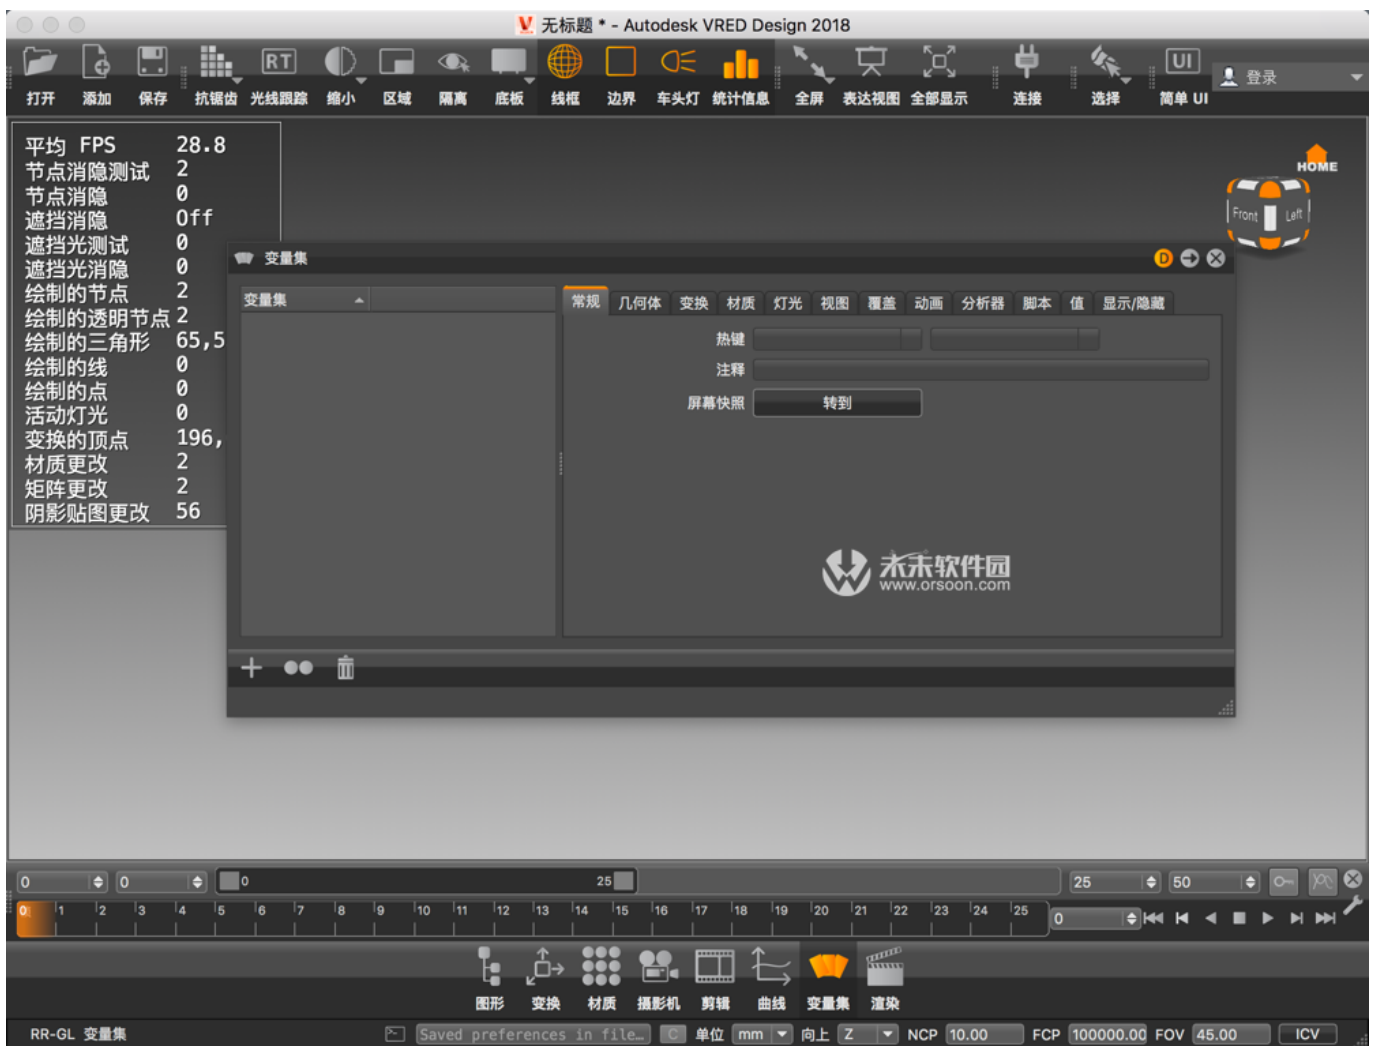 无标题 * - Autodesk VRED Design 2018
RT UI
打开 添加 保存 抗锯齿 光线跟踪 缩小 区域 隔离 底板 线框 边界 车头灯 统计信息 全屏 表达视图 全部显示 连接 选择 简单 UI 登录
平均 FPS 28.8
节点消隐测试 2
节点消隐 0
遮挡消隐 Off
遮挡光测试 0
遮挡光消隐 0
绘制的节点 2
绘制的透明节点 2
绘制的三角形 65,5
绘制的线 0
绘制的点 0
活动灯光 0
变换的顶点 196,
材质更改 2
矩阵更改 2
阴影贴图更改 56
HOME
Front Left
变量集 D
变量集
常规 几何体 变换 材质 灯光 视图 覆盖 动画 分析器 脚本 值 显示/隐藏
热键
注释
屏幕快照 转到
未未软件园
www.orsoon.com
0 0 0 25 25 50
0 1 2 3 4 5 6 7 8 9 10 11 12 13 14 15 16 17 18 19 20 21 22 23 24 25 0
图形 变换 材质 摄影机 剪辑 曲线 变量集 渲染
RR-GL 变量集 Saved preferences in file… C 单位 mm 向上 Z NCP 10.00 FCP 100000.00 FOV 45.00 ICV